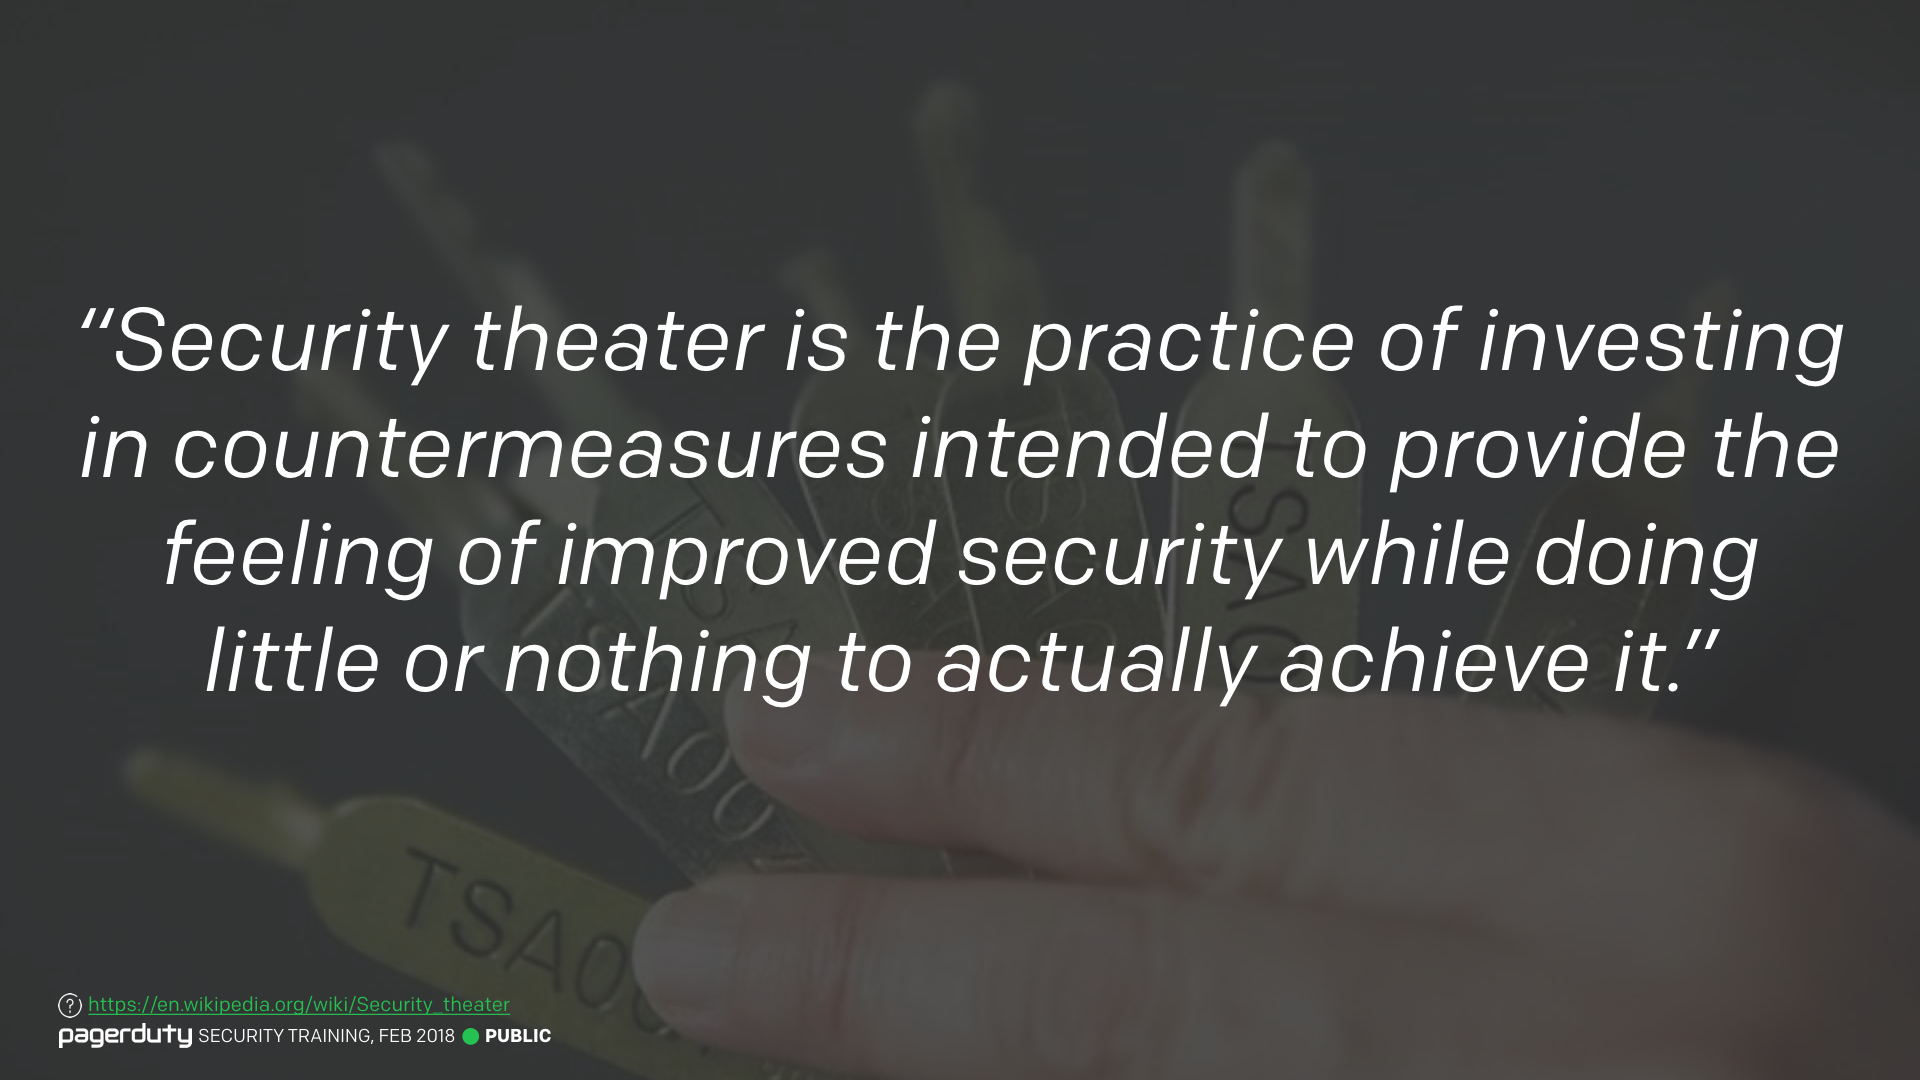 “Security theater is the practice of investing
in countermeasures intended to provide the
feeling of improved security while doing
little or nothing to actually achieve it.”
TSA
TSA00
TSA0
TSA00
https://en.wikipedia.org/wiki/Security_theater
pagerduty SECURITY TRAINING, FEB 2018 PUBLIC